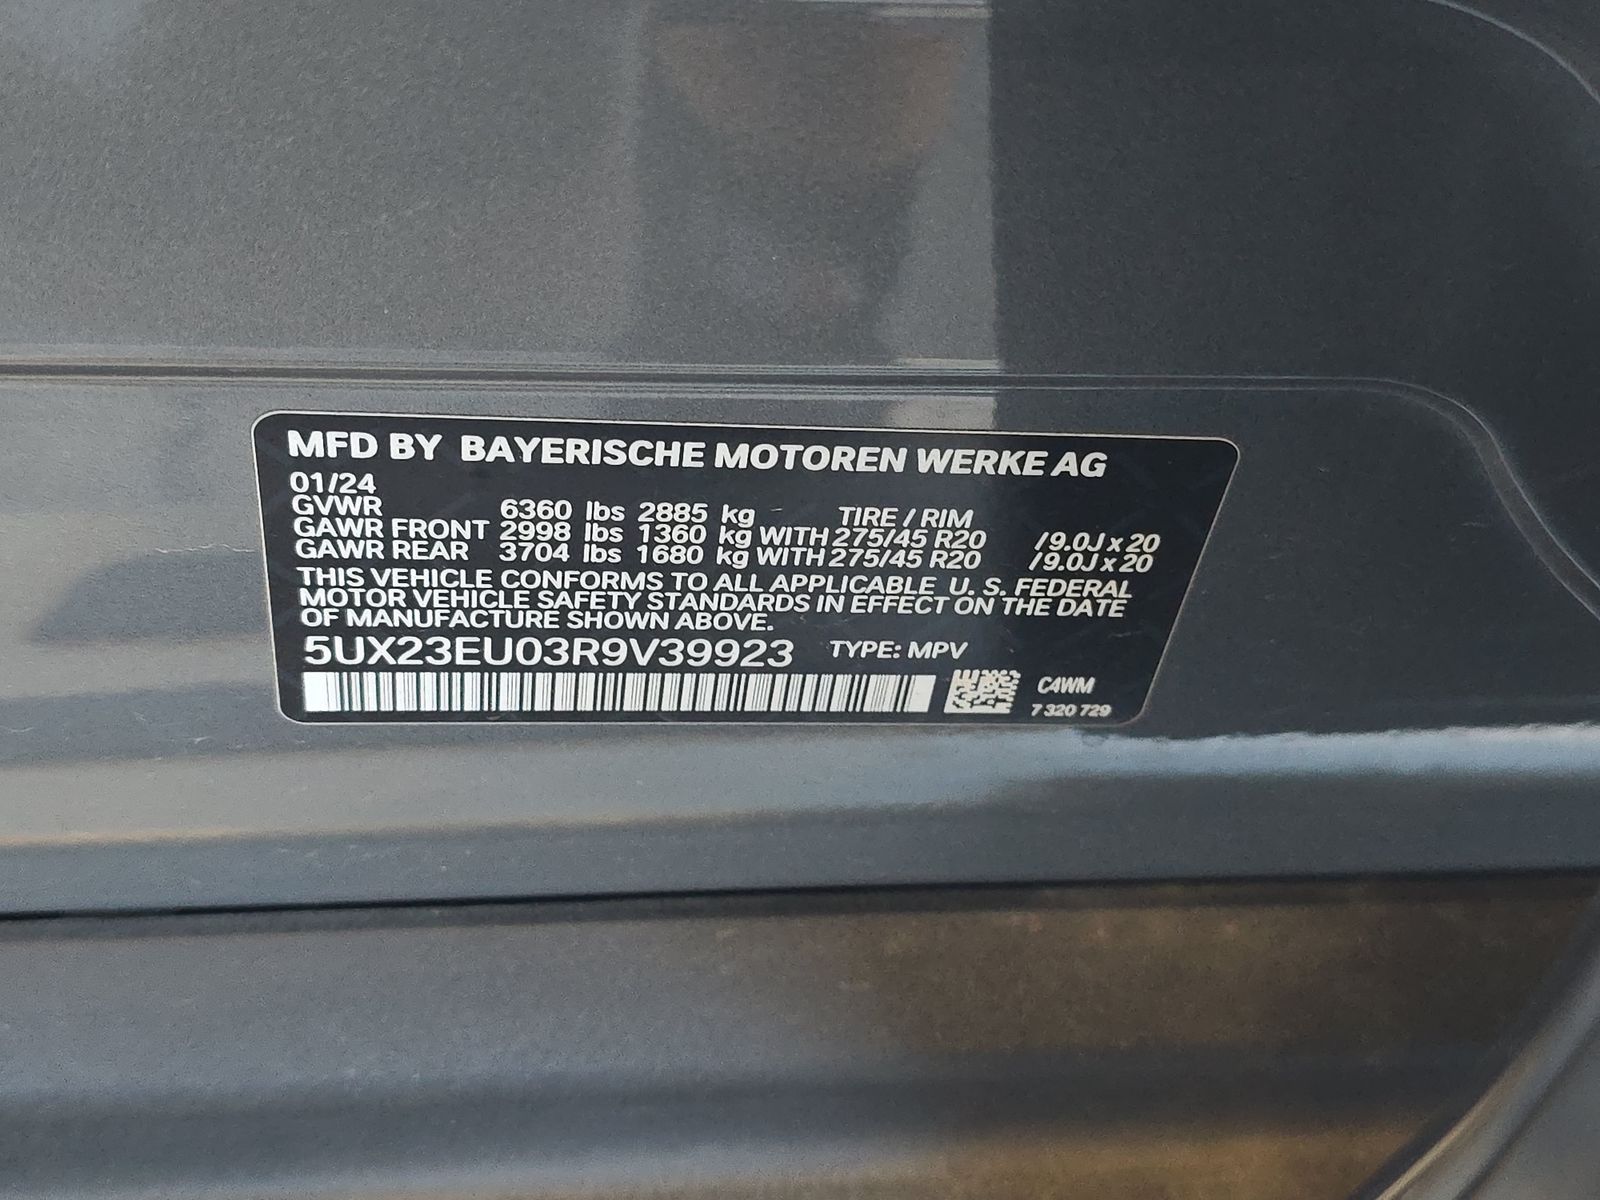 MFD BY BAYERISCHE MOTOREN WERKE AG
01/24
GVWR 6360 lbs 2885 kg TIRE / RIM
GAWR FRONT 2998 lbs 1360 kg WITH 275/45 R20 /9.0J x 20
GAWR REAR 3704 lbs 1680 kg WITH 275/45 R20 /9.0J x 20
THIS VEHICLE CONFORMS TO ALL APPLICABLE U. S. FEDERAL
MOTOR VEHICLE SAFETY STANDARDS IN EFFECT ON THE DATE
OF MANUFACTURE SHOWN ABOVE.
5UX23EU03R9V39923 TYPE: MPV
C4WM
7 320 729